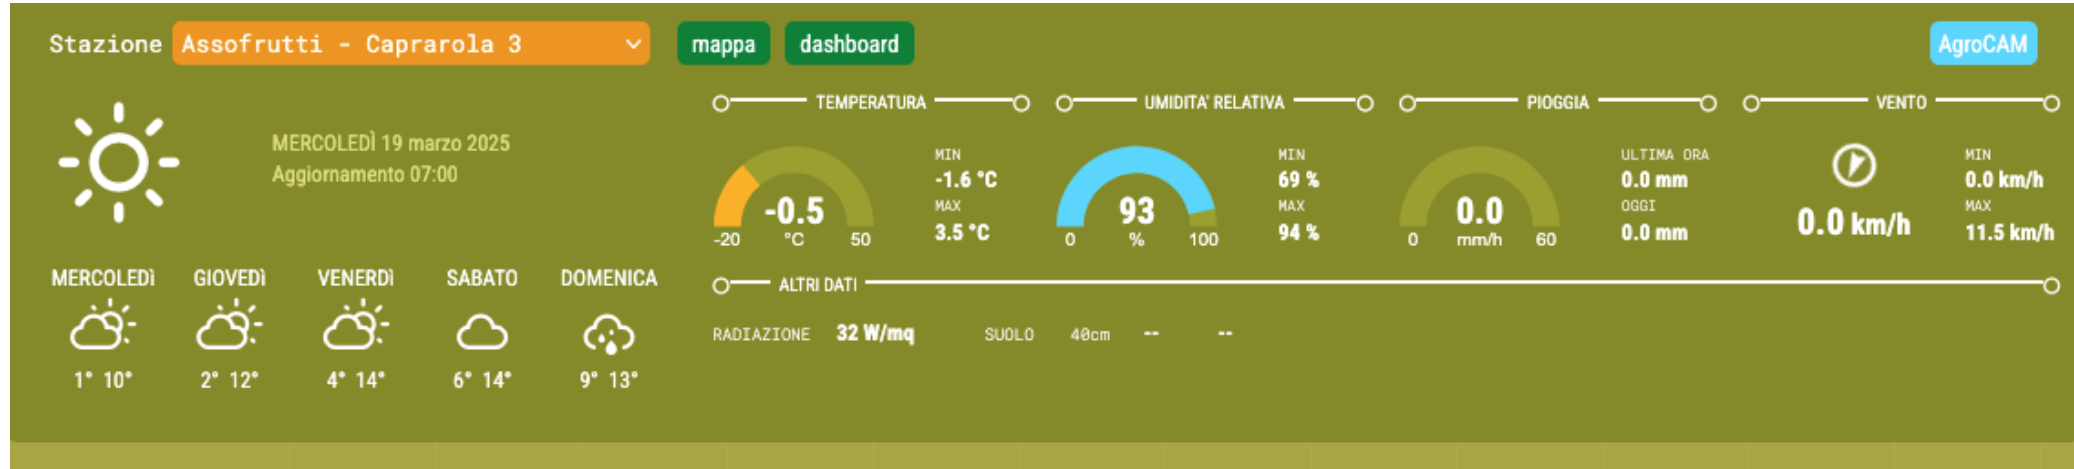 Stazione Assofrutti - Caprarola 3 mappa dashboard AgroCAM
MERCOLEDÌ 19 marzo 2025
Aggiornamento 07:00
MERCOLEDÌ GIOVEDÌ VENERDÌ SABATO DOMENICA
1° 10° 2° 12° 4° 14° 6° 14° 9° 13°
TEMPERATURA
-0.5
°C
-20 50
MIN
-1.6 °C
MAX
3.5 °C
UMIDITA' RELATIVA
93
%
0 100
MIN
69 %
MAX
94 %
PIOGGIA
0.0
mm/h
0 60
ULTIMA ORA
0.0 mm
OGGI
0.0 mm
VENTO
0.0 km/h
MIN
0.0 km/h
MAX
11.5 km/h
ALTRI DATI
RADIAZIONE 32 W/mq SUOLO 40cm -- --